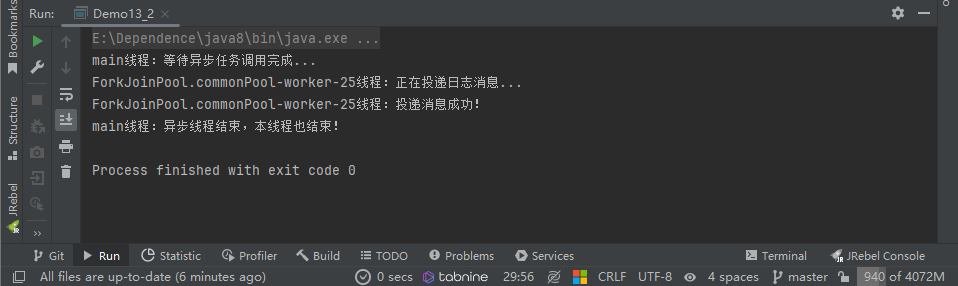 Run: Demo13_2
E:\Dependence\java8\bin\java.exe ...
main线程：等待异步任务调用完成...
ForkJoinPool.commonPool-worker-25线程：正在投递日志消息...
ForkJoinPool.commonPool-worker-25线程：投递消息成功！
main线程：异步线程结束，本线程也结束！
Process finished with exit code 0
Bookmarks
Structure
JRebel
JR
Git Run Statistic Profiler Build TODO Problems Services Terminal JRebel Console
All files are up-to-date (6 minutes ago) 0 secs tabnine 29:56 CRLF UTF-8 4 spaces master 940 of 4072M